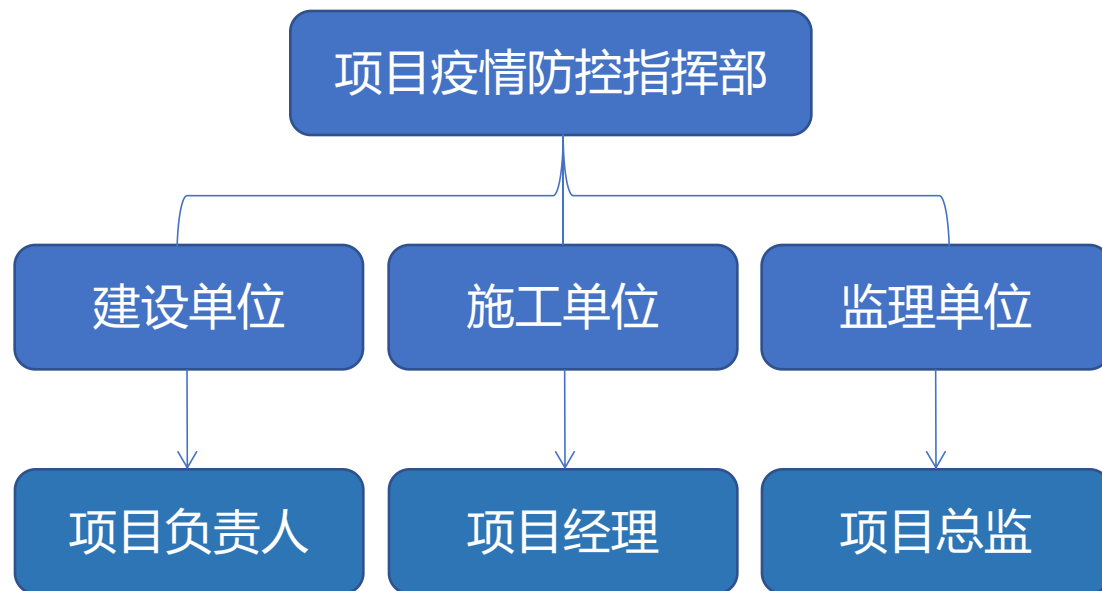 项目疫情防控指挥部
建设单位
施工单位
监理单位
项目负责人
项目经理
项目总监